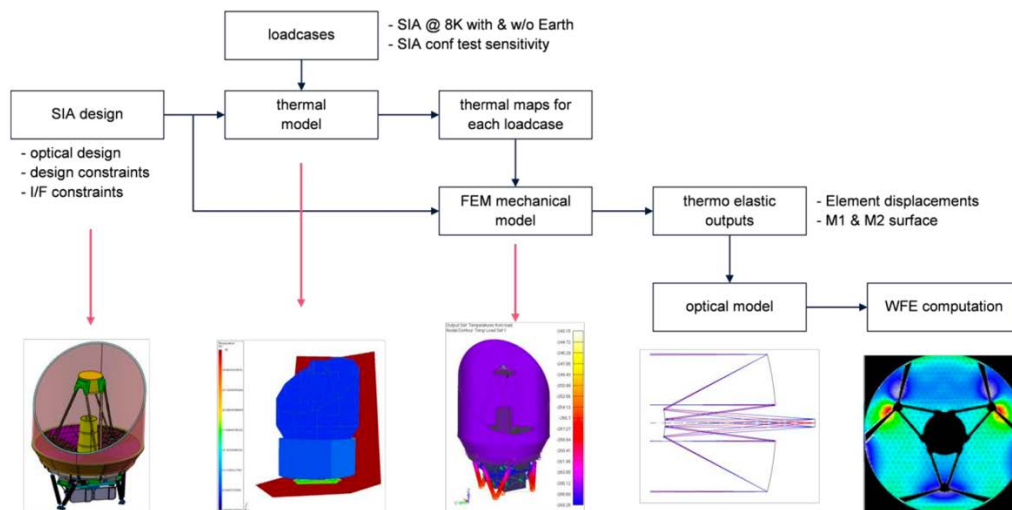 loadcases
- SIA @ 8K with & w/o Earth
- SIA conf test sensitivity
SIA design
thermal
model
thermal maps for
each loadcase
- optical design
- design constraints
- I/F constraints
FEM mechanical
model
thermo elastic
outputs
- Element displacements
- M1 & M2 surface
optical model
WFE computation